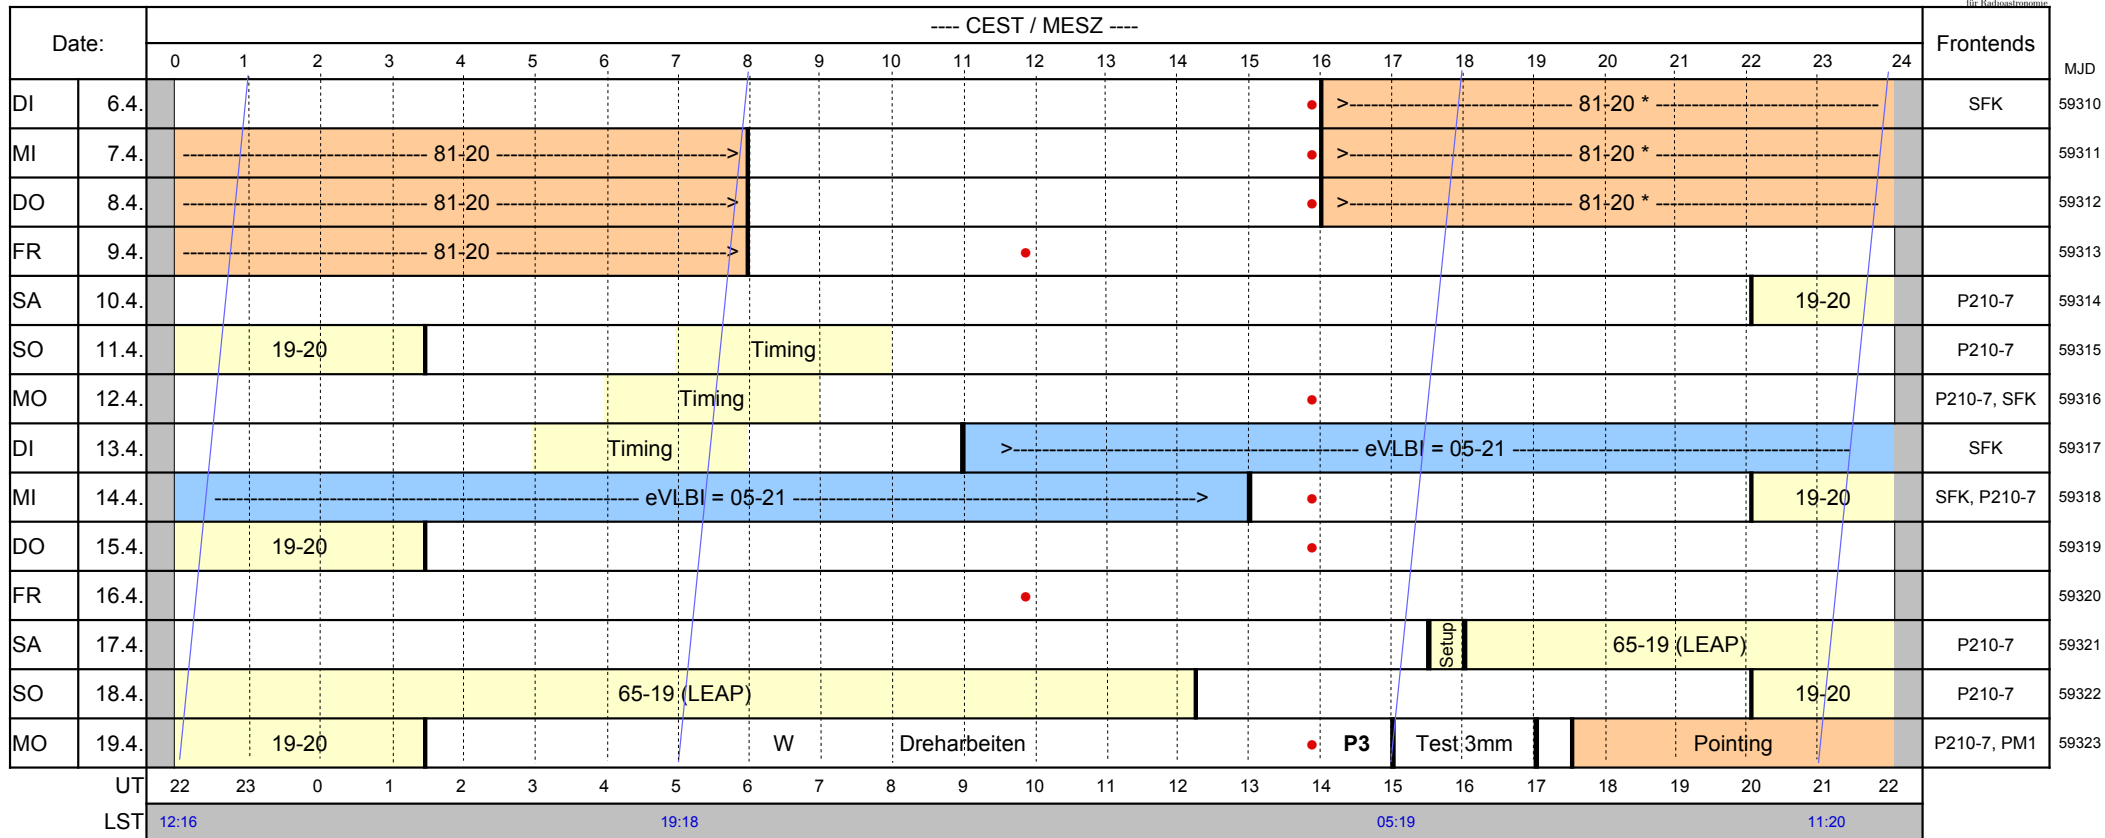 für Radioastronomie
---- CEST / MESZ ----
Date:
Frontends
0 1 2 3 4 5 6 7 8 9 10 11 12 13 14 15 16 17 18 19 20 21 22 23 24
MJD
DI 6.4. >--- 81-20 * --- SFK 59310
MI 7.4. --- 81-20 ---> >--- 81-20 * --- 59311
DO 8.4. --- 81-20 ---> >--- 81-20 * --- 59312
FR 9.4. --- 81-20 ---> 59313
SA 10.4. 19-20 P210-7 59314
SO 11.4. 19-20 Timing P210-7 59315
MO 12.4. Timing P210-7, SFK 59316
DI 13.4. Timing >--- eVLBI = 05-21 --- SFK 59317
MI 14.4. --- eVLBI = 05-21 ---> 19-20 SFK, P210-7 59318
DO 15.4. 19-20 59319
FR 16.4. 59320
SA 17.4. Setup 65-19 (LEAP) P210-7 59321
SO 18.4. 65-19 (LEAP) 19-20 P210-7 59322
MO 19.4. 19-20 W Dreharbeiten P3 Test 3mm Pointing P210-7, PM1 59323
UT 22 23 0 1 2 3 4 5 6 7 8 9 10 11 12 13 14 15 16 17 18 19 20 21 22
LST 12:16 19:18 05:19 11:20